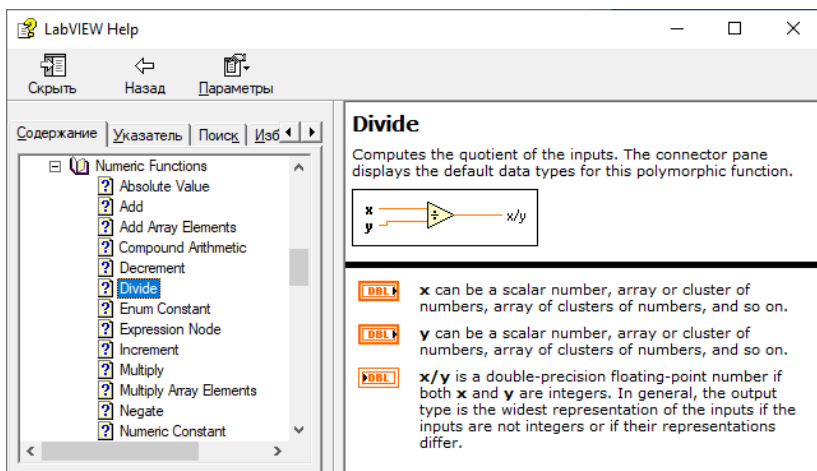 LabVIEW Help
Скрыть
Назад
Параметры
Содержание
Указатель
Поиск
Изб
Numeric Functions
Absolute Value
Add
Add Array Elements
Compound Arithmetic
Decrement
Divide
Enum Constant
Expression Node
Increment
Multiply
Multiply Array Elements
Negate
Numeric Constant
Divide
Computes the quotient of the inputs. The connector pane
displays the default data types for this polymorphic function.
x
y
÷
x/y
DBL
x can be a scalar number, array or cluster of
numbers, array of clusters of numbers, and so on.
DBL
y can be a scalar number, array or cluster of
numbers, array of clusters of numbers, and so on.
DBL
x/y is a double-precision floating-point number if
both x and y are integers. In general, the output
type is the widest representation of the inputs if the
inputs are not integers or if their representations
differ.